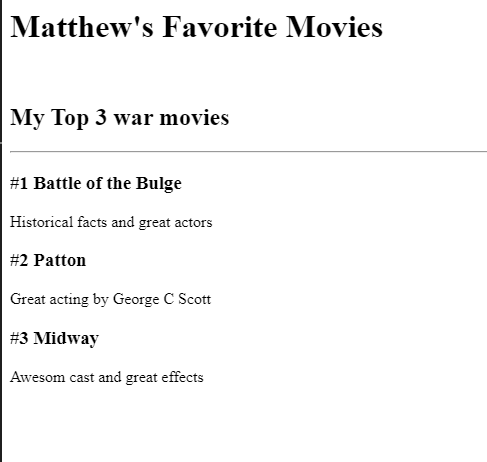 Matthew's Favorite Movies
My Top 3 war movies
#1 Battle of the Bulge
Historical facts and great actors
#2 Patton
Great acting by George C Scott
#3 Midway
Awesom cast and great effects